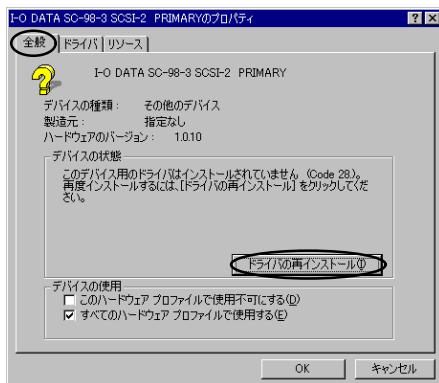 I-O DATA SC-98-3 SCSI-2 PRIMARYのプロパティ
全般 ドライバ リソース
I-O DATA SC-98-3 SCSI-2 PRIMARY
デバイスの種類： その他のデバイス
製造元： 指定なし
ハードウェアのバージョン： 1.0.10
デバイスの状態
このデバイス用のドライバはインストールされていません (Code 28.)。
再度インストールするには、[ドライバの再インストール] をクリックしてくだ
さい。
ドライバの再インストール(I)
デバイスの使用
このハードウェア プロファイルで使用不可にする(D)
すべてのハードウェア プロファイルで使用する(E)
OK キャンセル